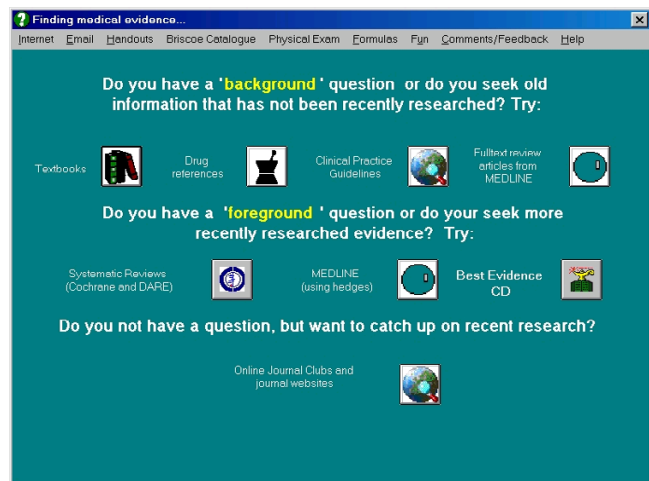 Finding medical evidence...
Internet Email Handouts Briscoe Catalogue Physical Exam Formulas Fun Comments/Feedback Help
Do you have a 'background' question or do you seek old
information that has not been recently researched? Try:
Textbooks
Drug
references
Clinical Practice
Guidelines
Fulltext review
articles from
MEDLINE
Do you have a 'foreground' question or do your seek more
recently researched evidence? Try:
Systematic Reviews
(Cochrane and DARE)
MEDLINE
(using hedges)
Best Evidence
CD
Do you not have a question, but want to catch up on recent research?
Online Journal Clubs and
journal websites